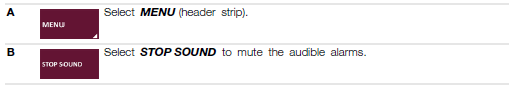 A MENU Select MENU (header strip).
B STOP SOUND Select STOP SOUND to mute the audible alarms.